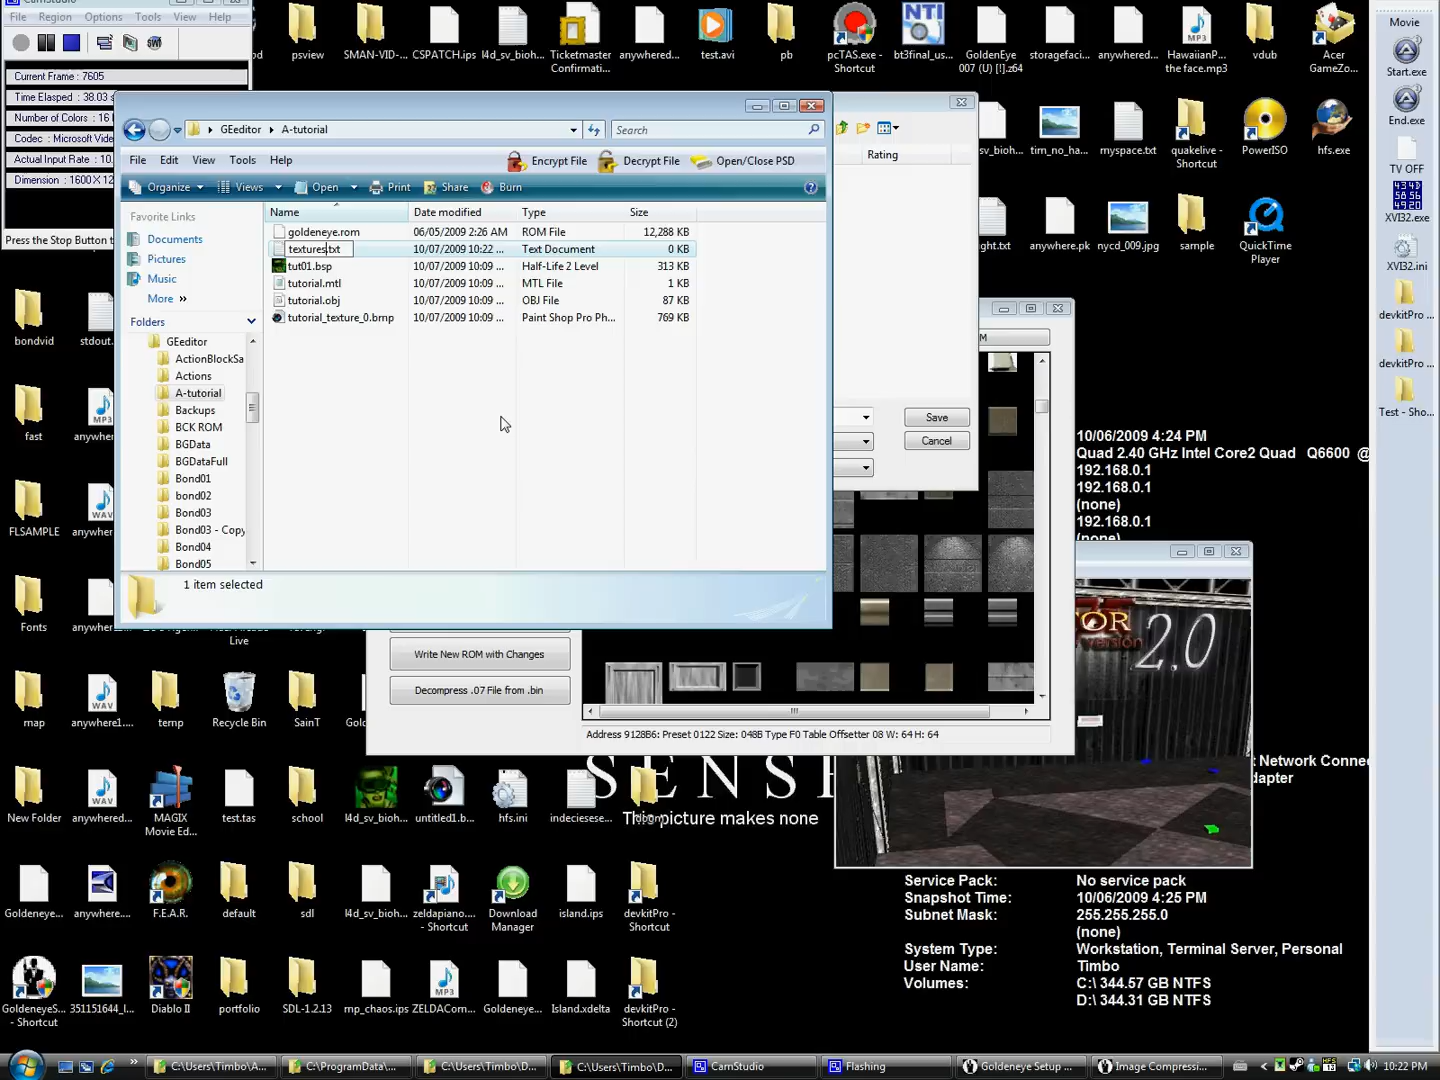 CamStudio
File Region Options Tools View Help
Current Frame : 7605
Time Elasped : 38.03 s
Number of Colors : 16
Codec : Microsoft Video
Actual Input Rate : 10.
Dimension : 1600 X 12
Press the Stop Button t
psview
SMAN-VID-...
CSPATCH.ips
l4d_sv_bioh...
Ticketmaster Confirmati...
anywhered...
test.avi
pb
pcTAS.exe - Shortcut
bt3final_us...
GoldenEye 007 (U) [!].z64
storagefaci...
anywhered...
HawaiianP... the face.mp3
vdub
Acer GameZo...
Movie
Start.exe
End.exe
TV OFF
XVI32.exe
XVI32.ini
devkitPro ...
devkitPro ...
Test - Sho...
GEeditor
A-tutorial
Search
File Edit View Tools Help
Encrypt File
Decrypt File
Open/Close PSD
Organize
Views
Open
Print
Share
Burn
Favorite Links
Documents
Pictures
Music
More »
Folders
GEeditor
ActionBlockSa
Actions
A-tutorial
Backups
BCK ROM
BGData
BGDataFull
Bond01
bond02
Bond03
Bond03 - Copy
Bond04
Bond05
Name Date modified Type Size
goldeneye.rom 06/05/2009 2:26 AM ROM File 12,288 KB
textures.txt 10/07/2009 10:22 ... Text Document 0 KB
tut01.bsp 10/07/2009 10:09 ... Half-Life 2 Level 313 KB
tutorial.mtl 10/07/2009 10:09 ... MTL File 1 KB
tutorial.obj 10/07/2009 10:09 ... OBJ File 87 KB
tutorial_texture_0.bmp 10/07/2009 10:09 ... Paint Shop Pro Ph... 769 KB
1 item selected
Rating
Save
Cancel
tim_no_ha...
myspace.txt
quakelive - Shortcut
PowerISO
hfs.exe
anywhere.pk
nycd_009.jpg
sample
QuickTime Player
bondvid
stdout.
fast
FLSAMPLE
Fonts
Live
map
anywhere1...
temp
Recycle Bin
SainT
Write New ROM with Changes
Decompress .07 File from .bin
Address 9128B6: Preset 0122 Size: 048B Type F0 Table Offsetter 08 W: 64 H: 64
2.0
10/06/2009 4:24 PM
Quad 2.40 GHz Intel Core2 Quad Q6600 @
192.168.0.1
192.168.0.1
(none)
192.168.0.1
(none)
t Network Connec
dapter
SENS
This picture makes none
Service Pack: No service pack
Snapshot Time: 10/06/2009 4:25 PM
Subnet Mask: 255.255.255.0
(none)
System Type: Workstation, Terminal Server, Personal
User Name: Timbo
Volumes: C:\ 344.57 GB NTFS
D:\ 344.31 GB NTFS
New Folder
anywhered...
MAGIX Movie Ed...
test.tas
school
l4d_sv_bioh...
untitled1.b...
hfs.ini
indeciesese...
Goldeneye...
anywhere....
F.E.A.R.
default
sdl
l4d_sv_bioh...
zeldapiano... - Shortcut
Download Manager
island.ips
devkitPro - Shortcut
GoldeneyeS... - Shortcut
351151644_l...
Diablo II
portfolio
SDL-1.2.13
mp_chaos.ips
ZELDACorn...
Goldeneye...
Island.xdelta
devkitPro - Shortcut (2)
C:\Users\Timbo\A...
C:\ProgramData\...
C:\Users\Timbo\D...
C:\Users\Timbo\D...
CamStudio
Flashing
Goldeneye Setup ...
Image Compressi...
10:22 PM